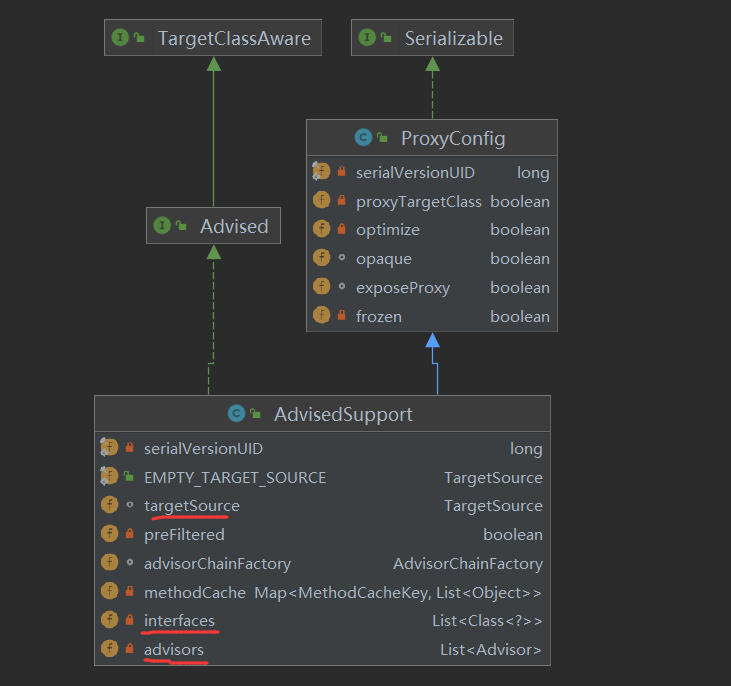 TargetClassAware
Serializable
ProxyConfig
serialVersionUID long
proxyTargetClass boolean
optimize boolean
opaque boolean
exposeProxy boolean
frozen boolean
Advised
AdvisedSupport
serialVersionUID long
EMPTY_TARGET_SOURCE TargetSource
targetSource TargetSource
preFiltered boolean
advisorChainFactory AdvisorChainFactory
methodCache Map<MethodCacheKey, List<Object>>
interfaces List<Class<?>>
advisors List<Advisor>